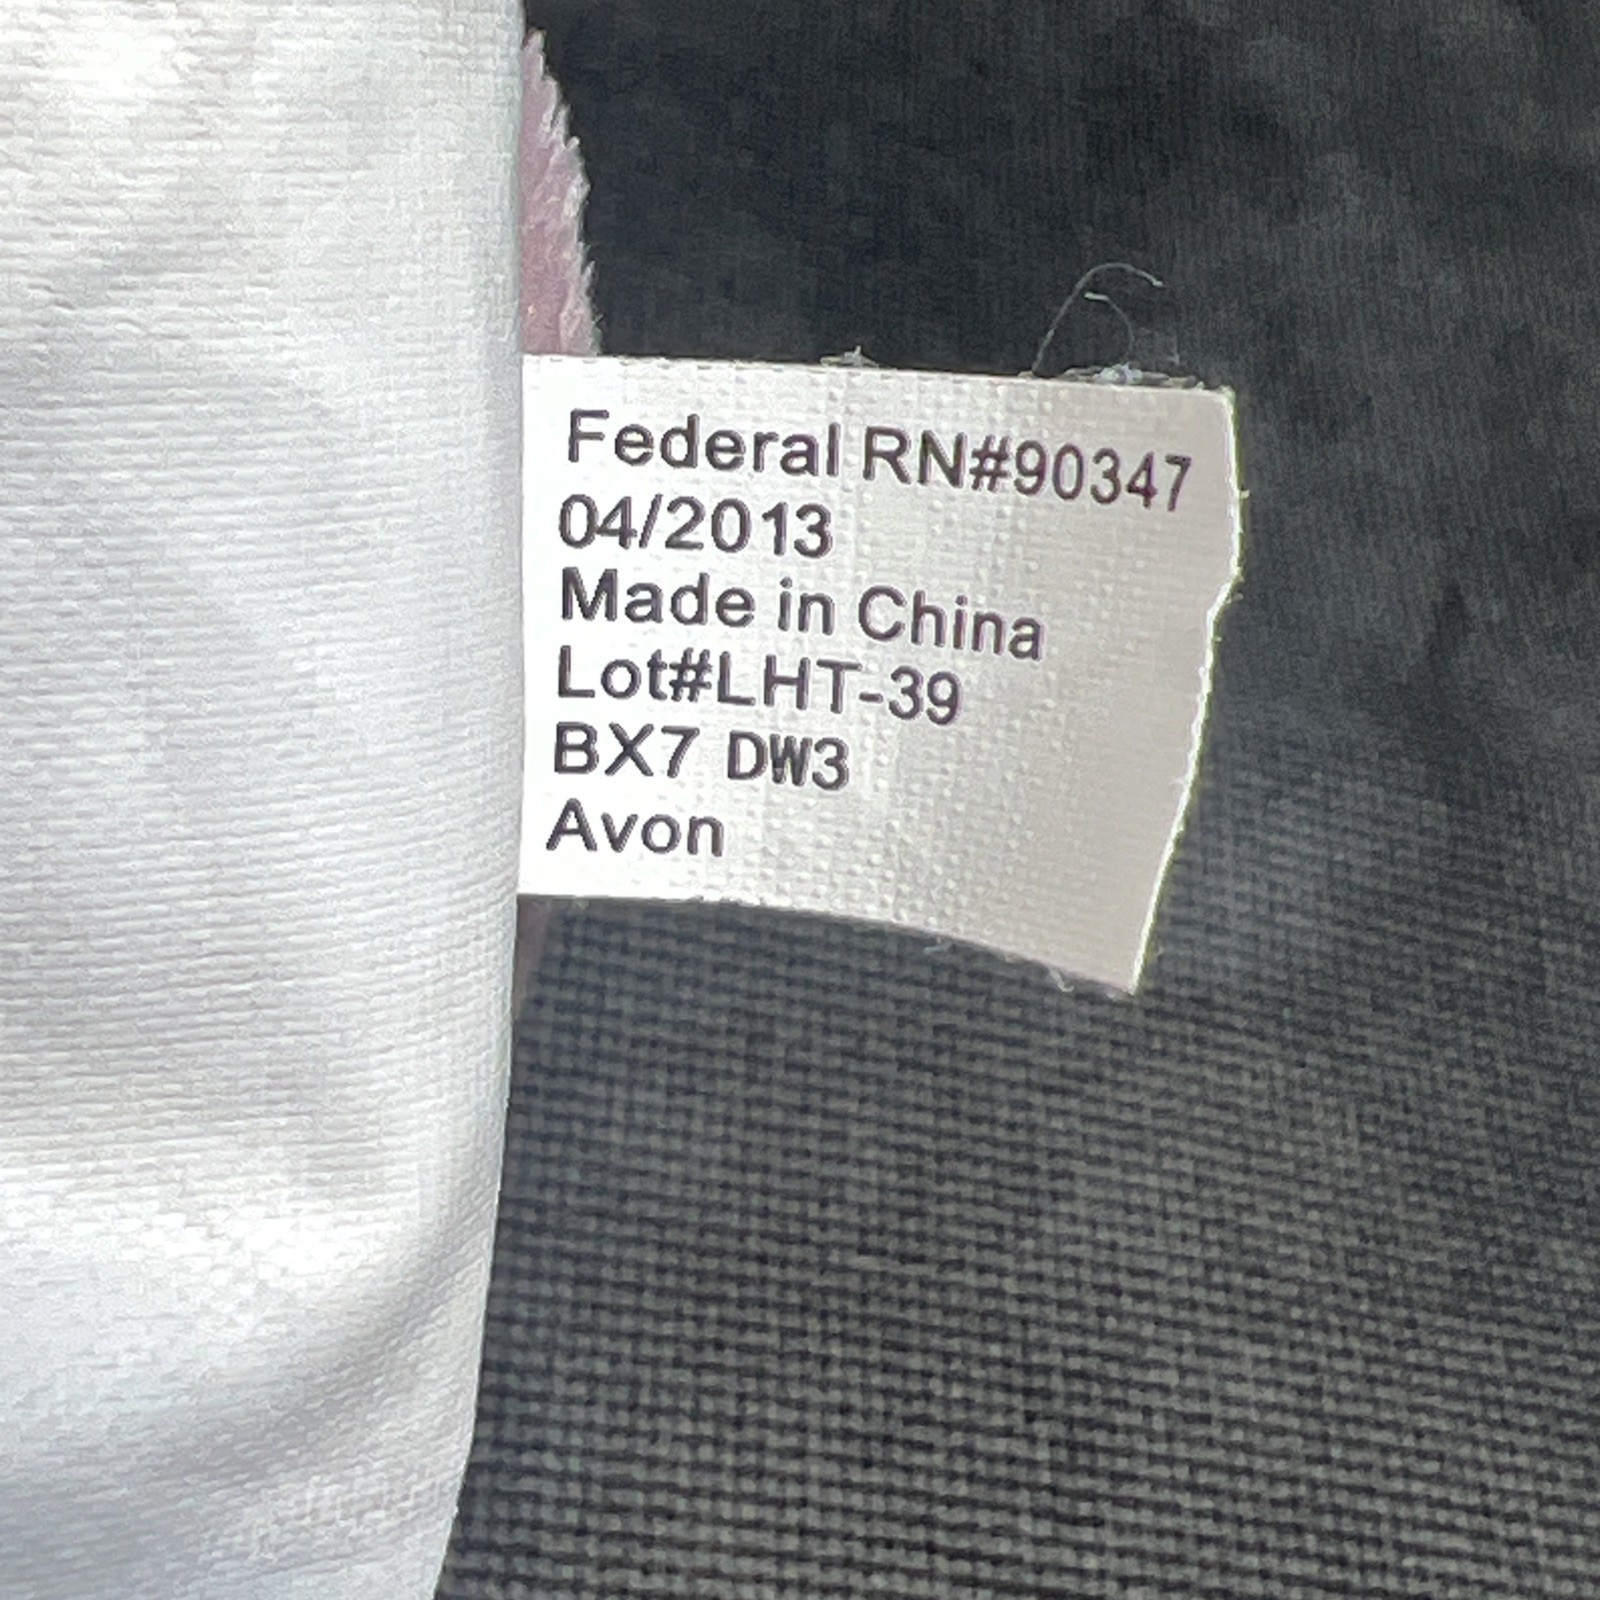 Federal RN#90347
04/2013
Made in China
Lot#LHT-39
BX7 DW3
Avon